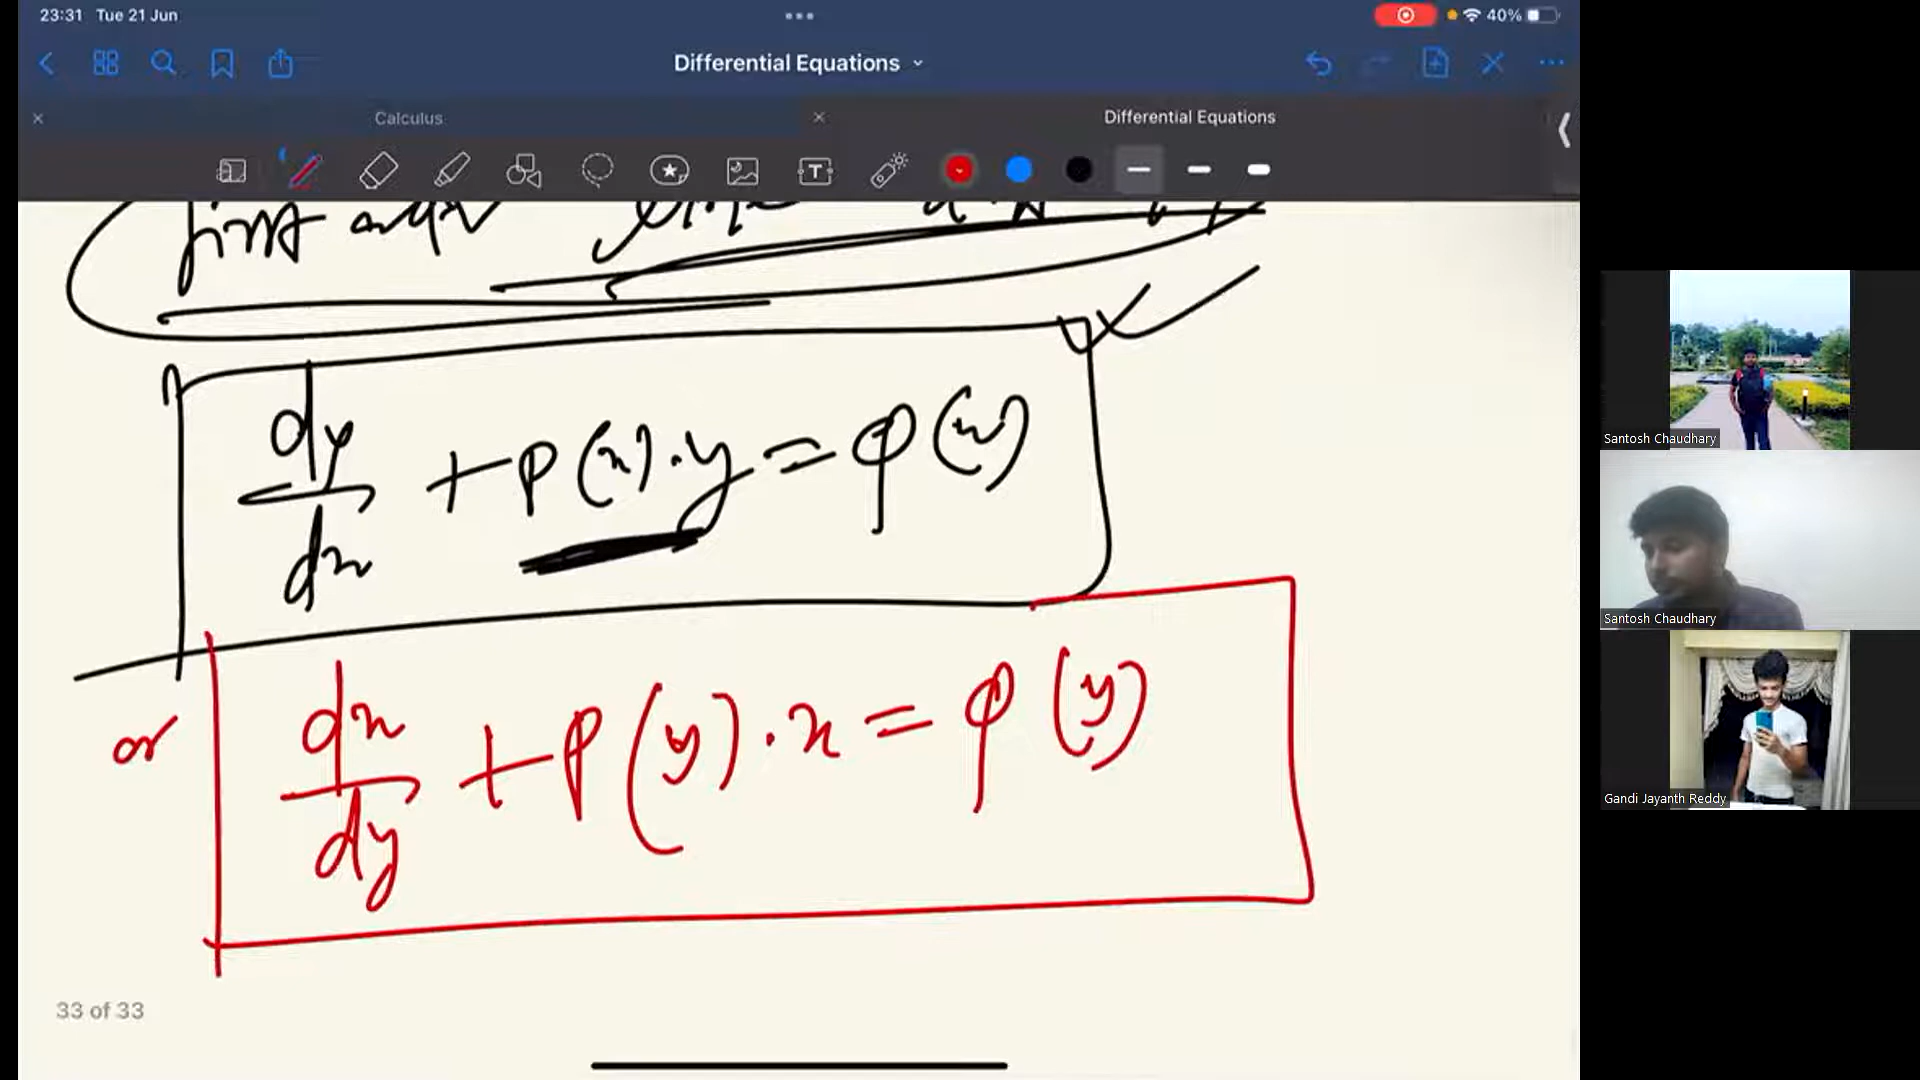 23:31 Tue 21 Jun
40%
Differential Equations
Calculus
Differential Equations
first
dy/dx + P(x).y = φ(x)
or
dx/dy + P(y).x = φ(y)
33 of 33
Santosh Chaudhary
Santosh Chaudhary
Gandi Jayanth Reddy